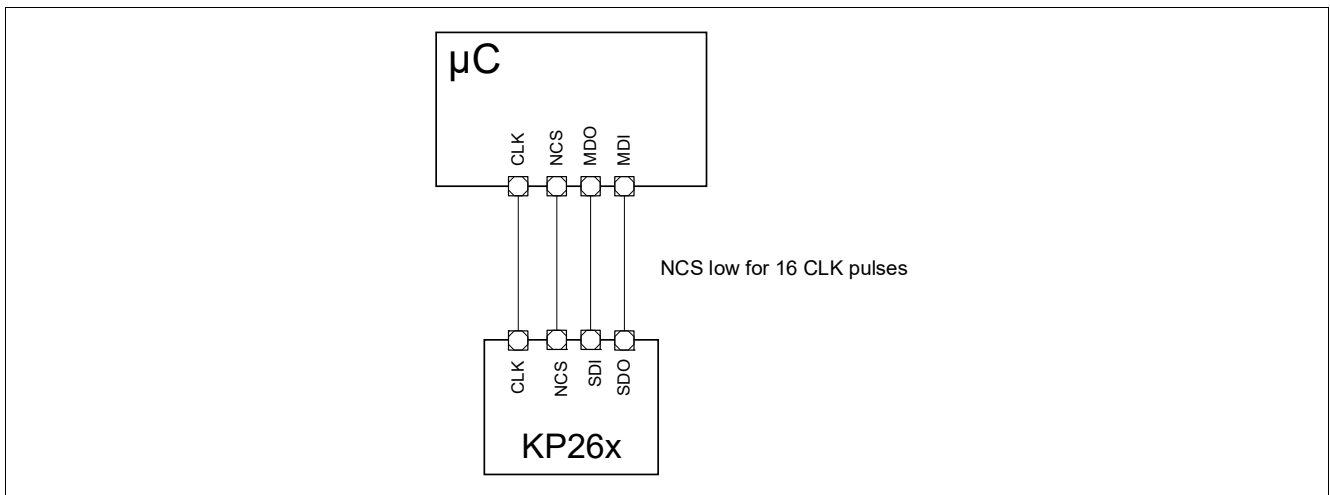 µC
CLK
NCS
MDO
MDI
NCS low for 16 CLK pulses
CLK
NCS
SDI
SDO
KP26x